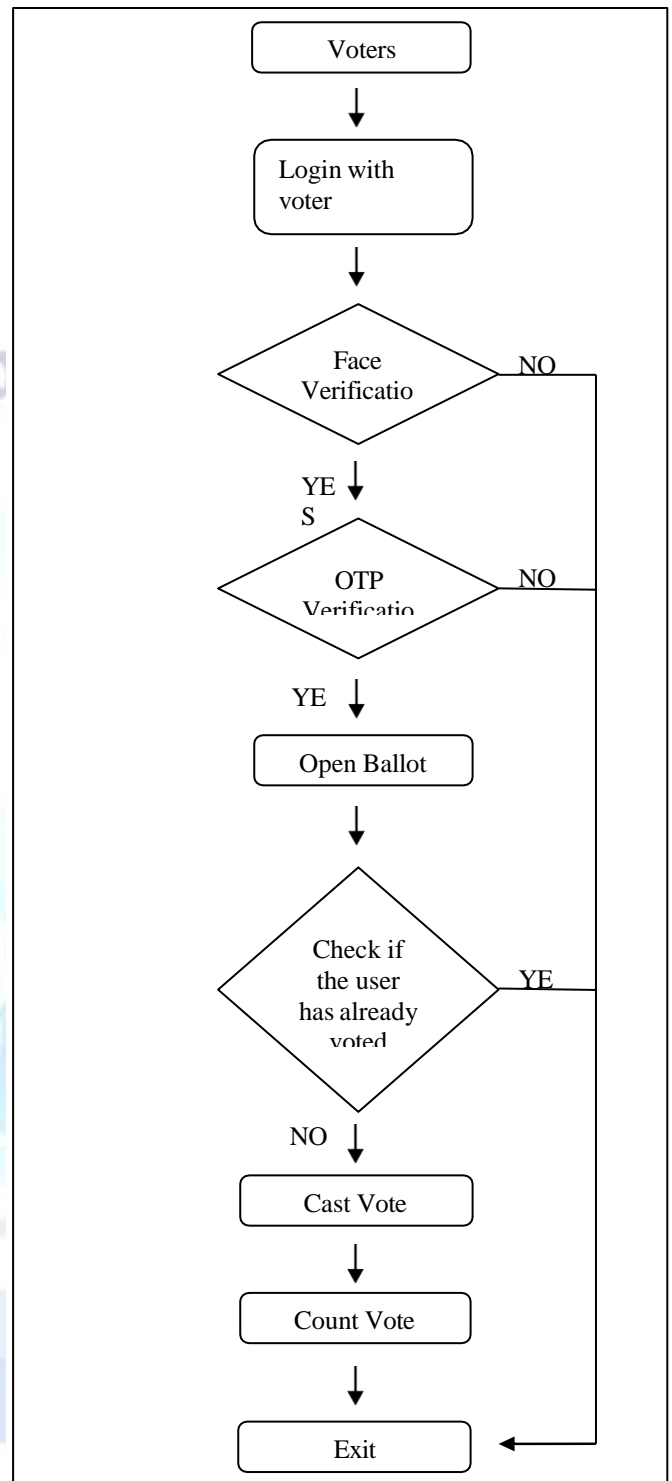 Voters
Login with
voter
Face
Verificatio
NO
YE
S
OTP
Verificatio
NO
YE
Open Ballot
Check if
the user
has already
voted
YE
NO
Cast Vote
Count Vote
Exit